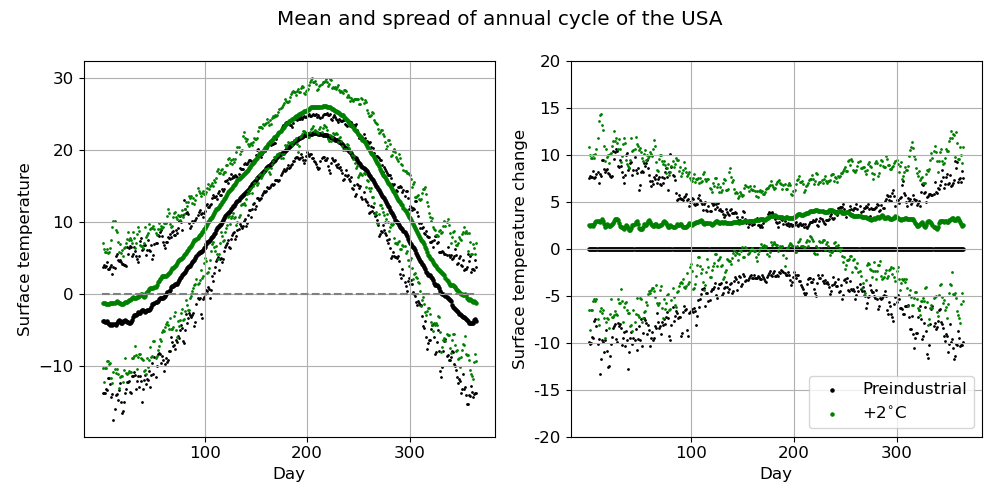 Mean and spread of annual cycle of the USA
Surface temperature
30
20
10
0
−10
100
200
300
Day
Surface temperature change
20
15
10
5
0
-5
-10
-15
-20
100
200
300
Day
Preindustrial
+2°C